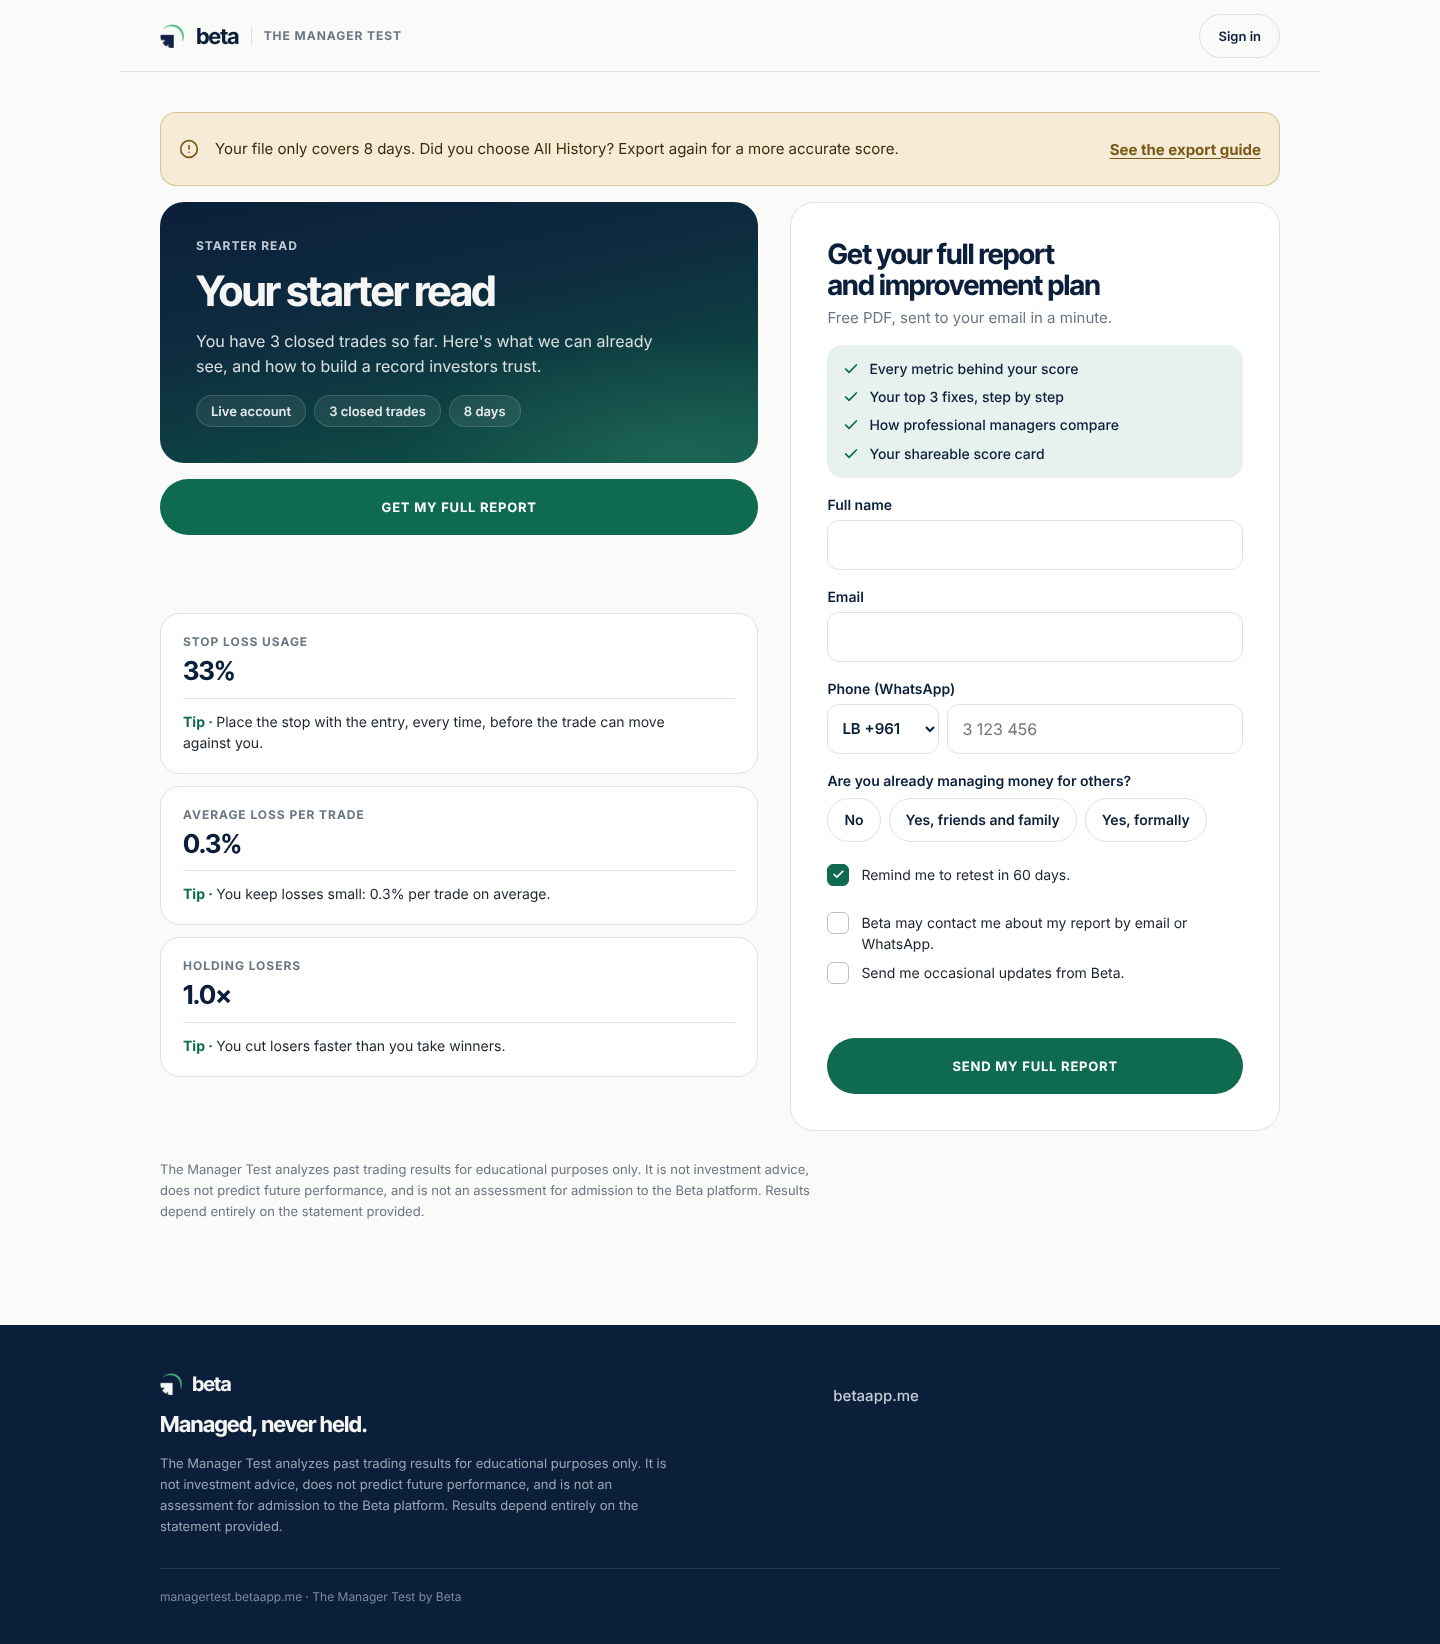 beta
THE MANAGER TEST
Sign in
Your file only covers 8 days. Did you choose All History? Export again for a more accurate score.
See the export guide
STARTER READ
Your starter read
You have 3 closed trades so far. Here's what we can already
see, and how to build a record investors trust.
Live account
3 closed trades
8 days
GET MY FULL REPORT
STOP LOSS USAGE
33%
Tip · Place the stop with the entry, every time, before the trade can move
against you.
AVERAGE LOSS PER TRADE
0.3%
Tip · You keep losses small: 0.3% per trade on average.
HOLDING LOSERS
1.0×
Tip · You cut losers faster than you take winners.
Get your full report
and improvement plan
Free PDF, sent to your email in a minute.
Every metric behind your score
Your top 3 fixes, step by step
How professional managers compare
Your shareable score card
Full name
Email
Phone (WhatsApp)
LB +961
3 123 456
Are you already managing money for others?
No
Yes, friends and family
Yes, formally
Remind me to retest in 60 days.
Beta may contact me about my report by email or
WhatsApp.
Send me occasional updates from Beta.
SEND MY FULL REPORT
The Manager Test analyzes past trading results for educational purposes only. It is not investment advice,
does not predict future performance, and is not an assessment for admission to the Beta platform. Results
depend entirely on the statement provided.
beta
Managed, never held.
The Manager Test analyzes past trading results for educational purposes only. It is
not investment advice, does not predict future performance, and is not an
assessment for admission to the Beta platform. Results depend entirely on the
statement provided.
betaapp.me
managertest.betaapp.me · The Manager Test by Beta